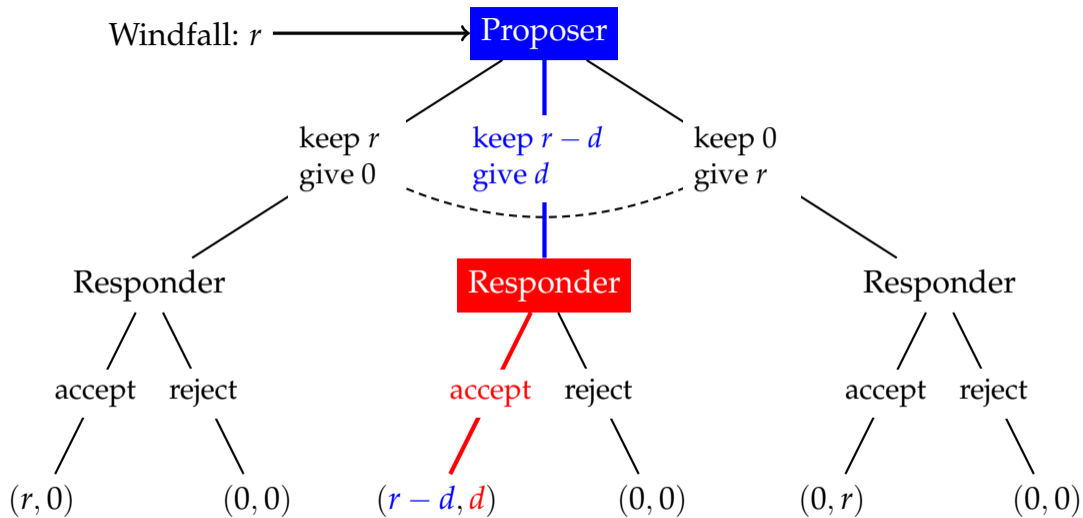 Windfall: r
Proposer
keep r
give 0
keep r − d
give d
keep 0
give r
Responder
Responder
Responder
accept
reject
accept
reject
accept
reject
(r, 0)
(0, 0)
(r − d, d)
(0, 0)
(0, r)
(0, 0)